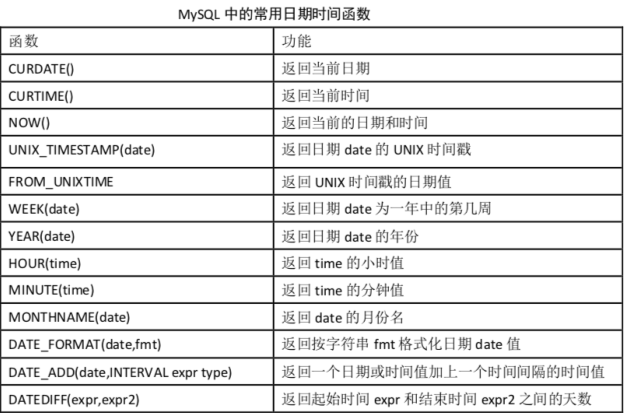 MySQL 中的常用日期时间函数
函数 功能
CURDATE() 返回当前日期
CURTIME() 返回当前时间
NOW() 返回当前的日期和时间
UNIX_TIMESTAMP(date) 返回日期 date 的 UNIX 时间戳
FROM_UNIXTIME 返回 UNIX 时间戳的日期值
WEEK(date) 返回日期 date 为一年中的第几周
YEAR(date) 返回日期 date 的年份
HOUR(time) 返回 time 的小时值
MINUTE(time) 返回 time 的分钟值
MONTHNAME(date) 返回 date 的月份名
DATE_FORMAT(date,fmt) 返回按字符串 fmt 格式化日期 date 值
DATE_ADD(date,INTERVAL expr type) 返回一个日期或时间值加上一个时间间隔的时间值
DATEDIFF(expr,expr2) 返回起始时间 expr 和结束时间 expr2 之间的天数